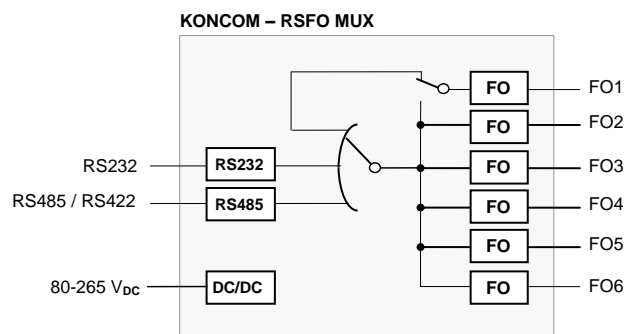 KONCOM – RSFO MUX
FO FO1
FO FO2
RS232 RS232 FO FO3
RS485 / RS422 RS485 FO FO4
FO FO5
80-265 VDC DC/DC FO FO6